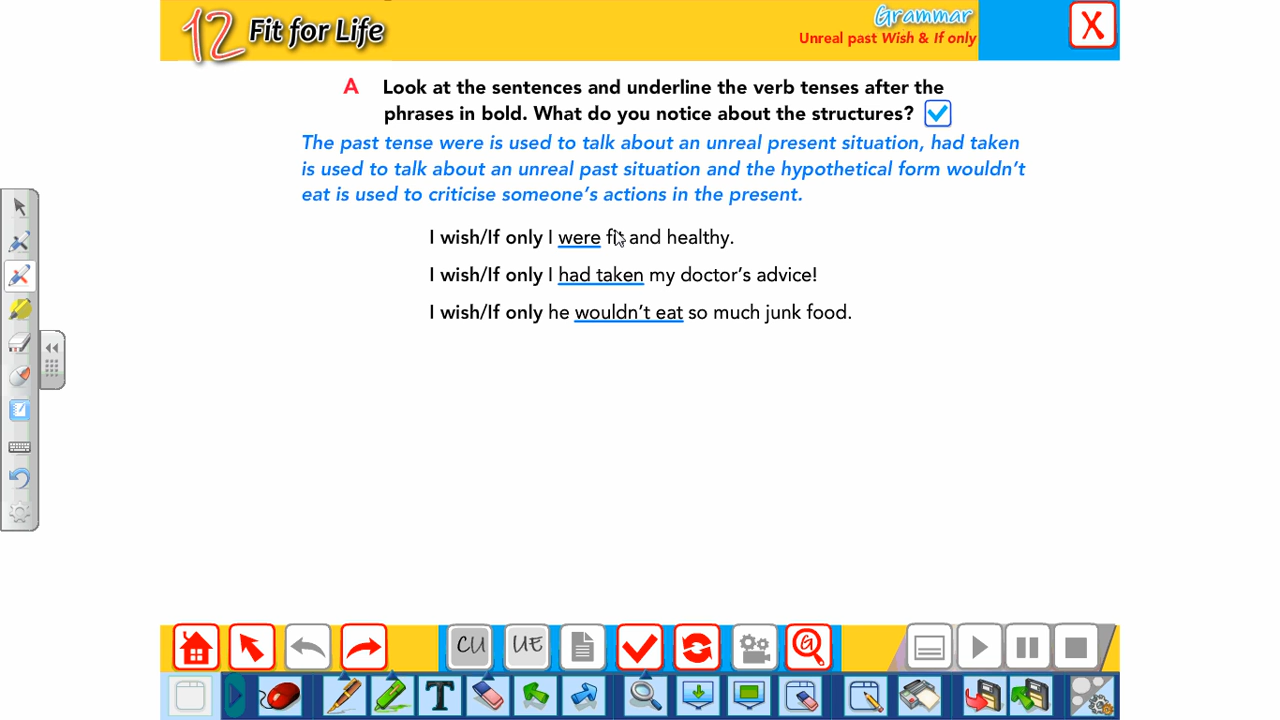 12 Fit for Life
Grammar
Unreal past Wish & If only
X
A Look at the sentences and underline the verb tenses after the
phrases in bold. What do you notice about the structures?
The past tense were is used to talk about an unreal present situation, had taken
is used to talk about an unreal past situation and the hypothetical form wouldn't
eat is used to criticise someone's actions in the present.
I wish/If only I were fit and healthy.
I wish/If only I had taken my doctor's advice!
I wish/If only he wouldn't eat so much junk food.
CU UE G
T